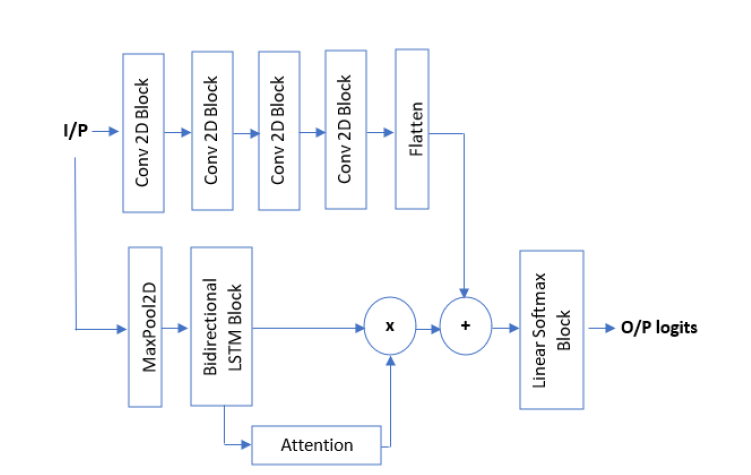 I/P
Conv 2D Block
Conv 2D Block
Conv 2D Block
Conv 2D Block
Flatten
MaxPool2D
Bidirectional
LSTM Block
x
+
Linear Softmax
Block
O/P logits
Attention